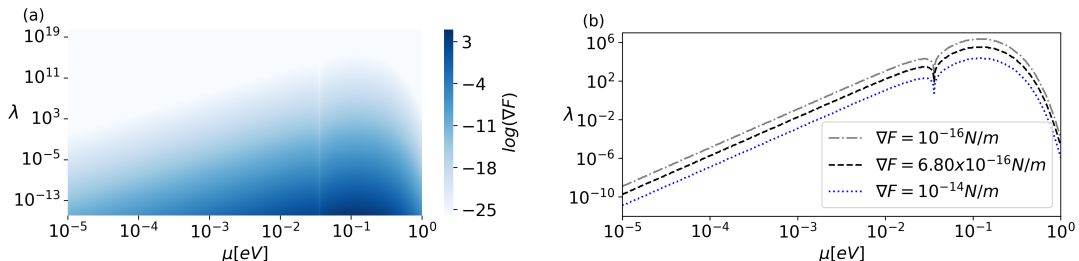 (a)
10^19
10^11
10^3
10^−5
10^−13
λ
10^−5 10^−4 10^−3 10^−2 10^−1 10^0
μ[eV]
3
−4
−11
−18
−25
log(∇F)
(b)
10^6
10^2
10^−2
10^−6
10^−10
λ
∇F = 10^−16 N/m
∇F = 6.80x10^−16 N/m
∇F = 10^−14 N/m
10^−5 10^−4 10^−3 10^−2 10^−1 10^0
μ[eV]